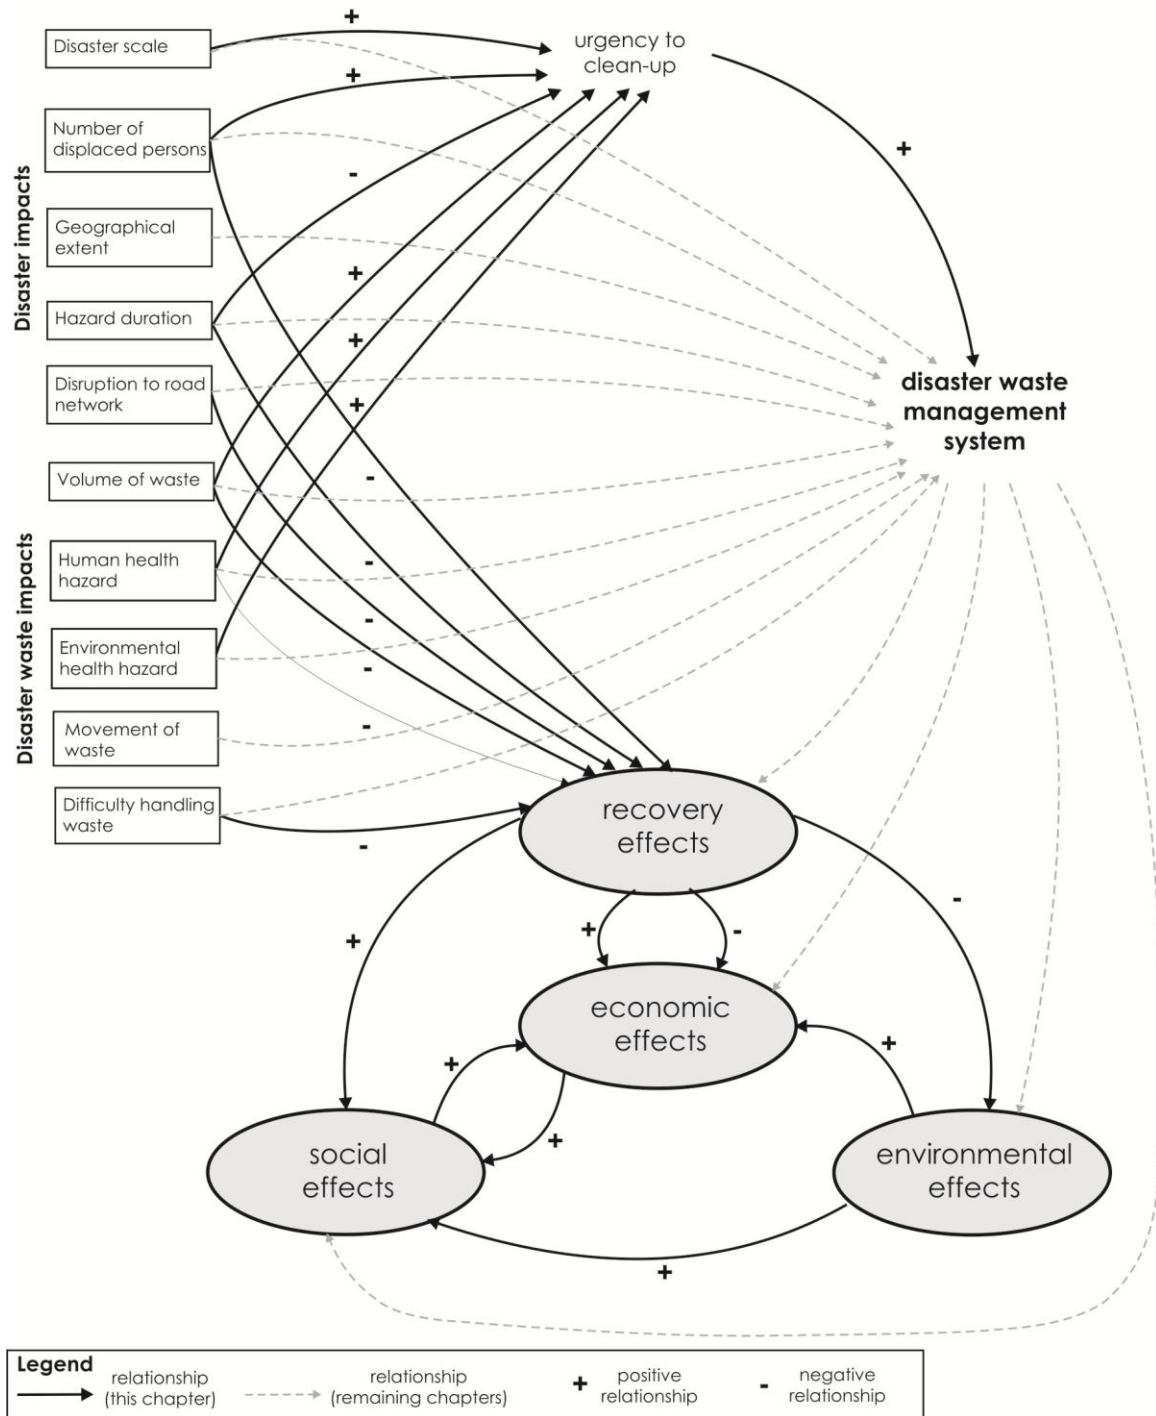 +
Disaster scale
urgency to
clean-up
+
Number of
displaced persons
+
-
Disaster impacts
Geographical
extent
+
Hazard duration
+
Disruption to road
network
disaster waste
management
system
+
Volume of waste
-
Disaster waste impacts
Human health
hazard
-
Environmental
health hazard
-
-
Movement of
waste
-
Difficulty handling
waste
-
recovery
effects
-
+
-
+
economic
effects
+
+
+
social
effects
environmental
effects
+
Legend
relationship
(this chapter)
relationship
(remaining chapters)
+
positive
relationship
-
negative
relationship